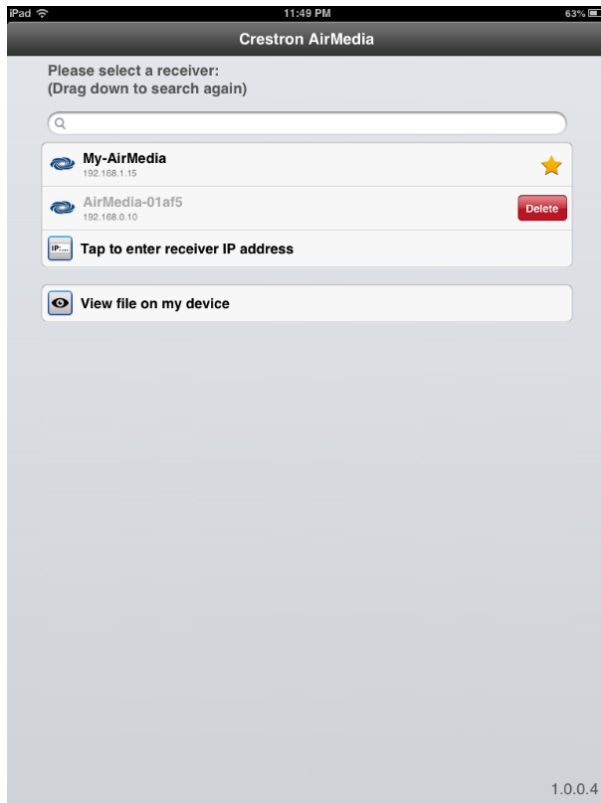 iPad 11:49 PM 63%
Crestron AirMedia
Please select a receiver:
(Drag down to search again)
My-AirMedia
192.168.1.15
AirMedia-01af5
192.168.0.10
Delete
IP:...
Tap to enter receiver IP address
View file on my device
1.0.0.4